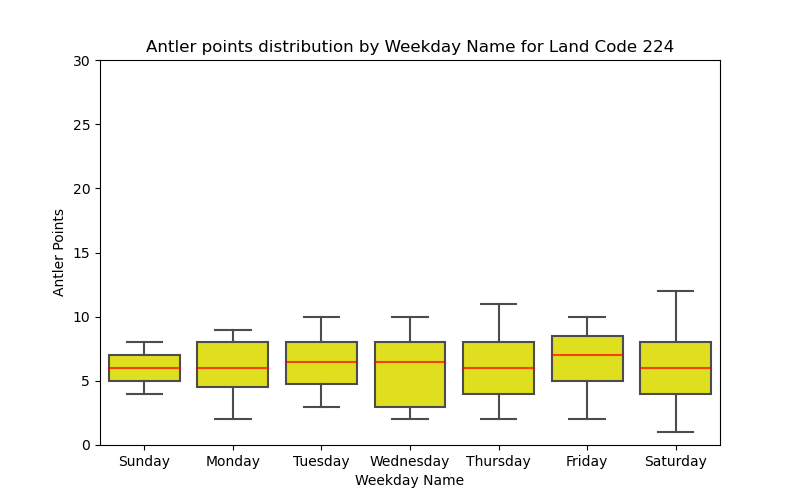 Antler points distribution by Weekday Name for Land Code 224
30
25
20
15
10
5
0
Antler Points
Sunday Monday Tuesday Wednesday Thursday Friday Saturday
Weekday Name